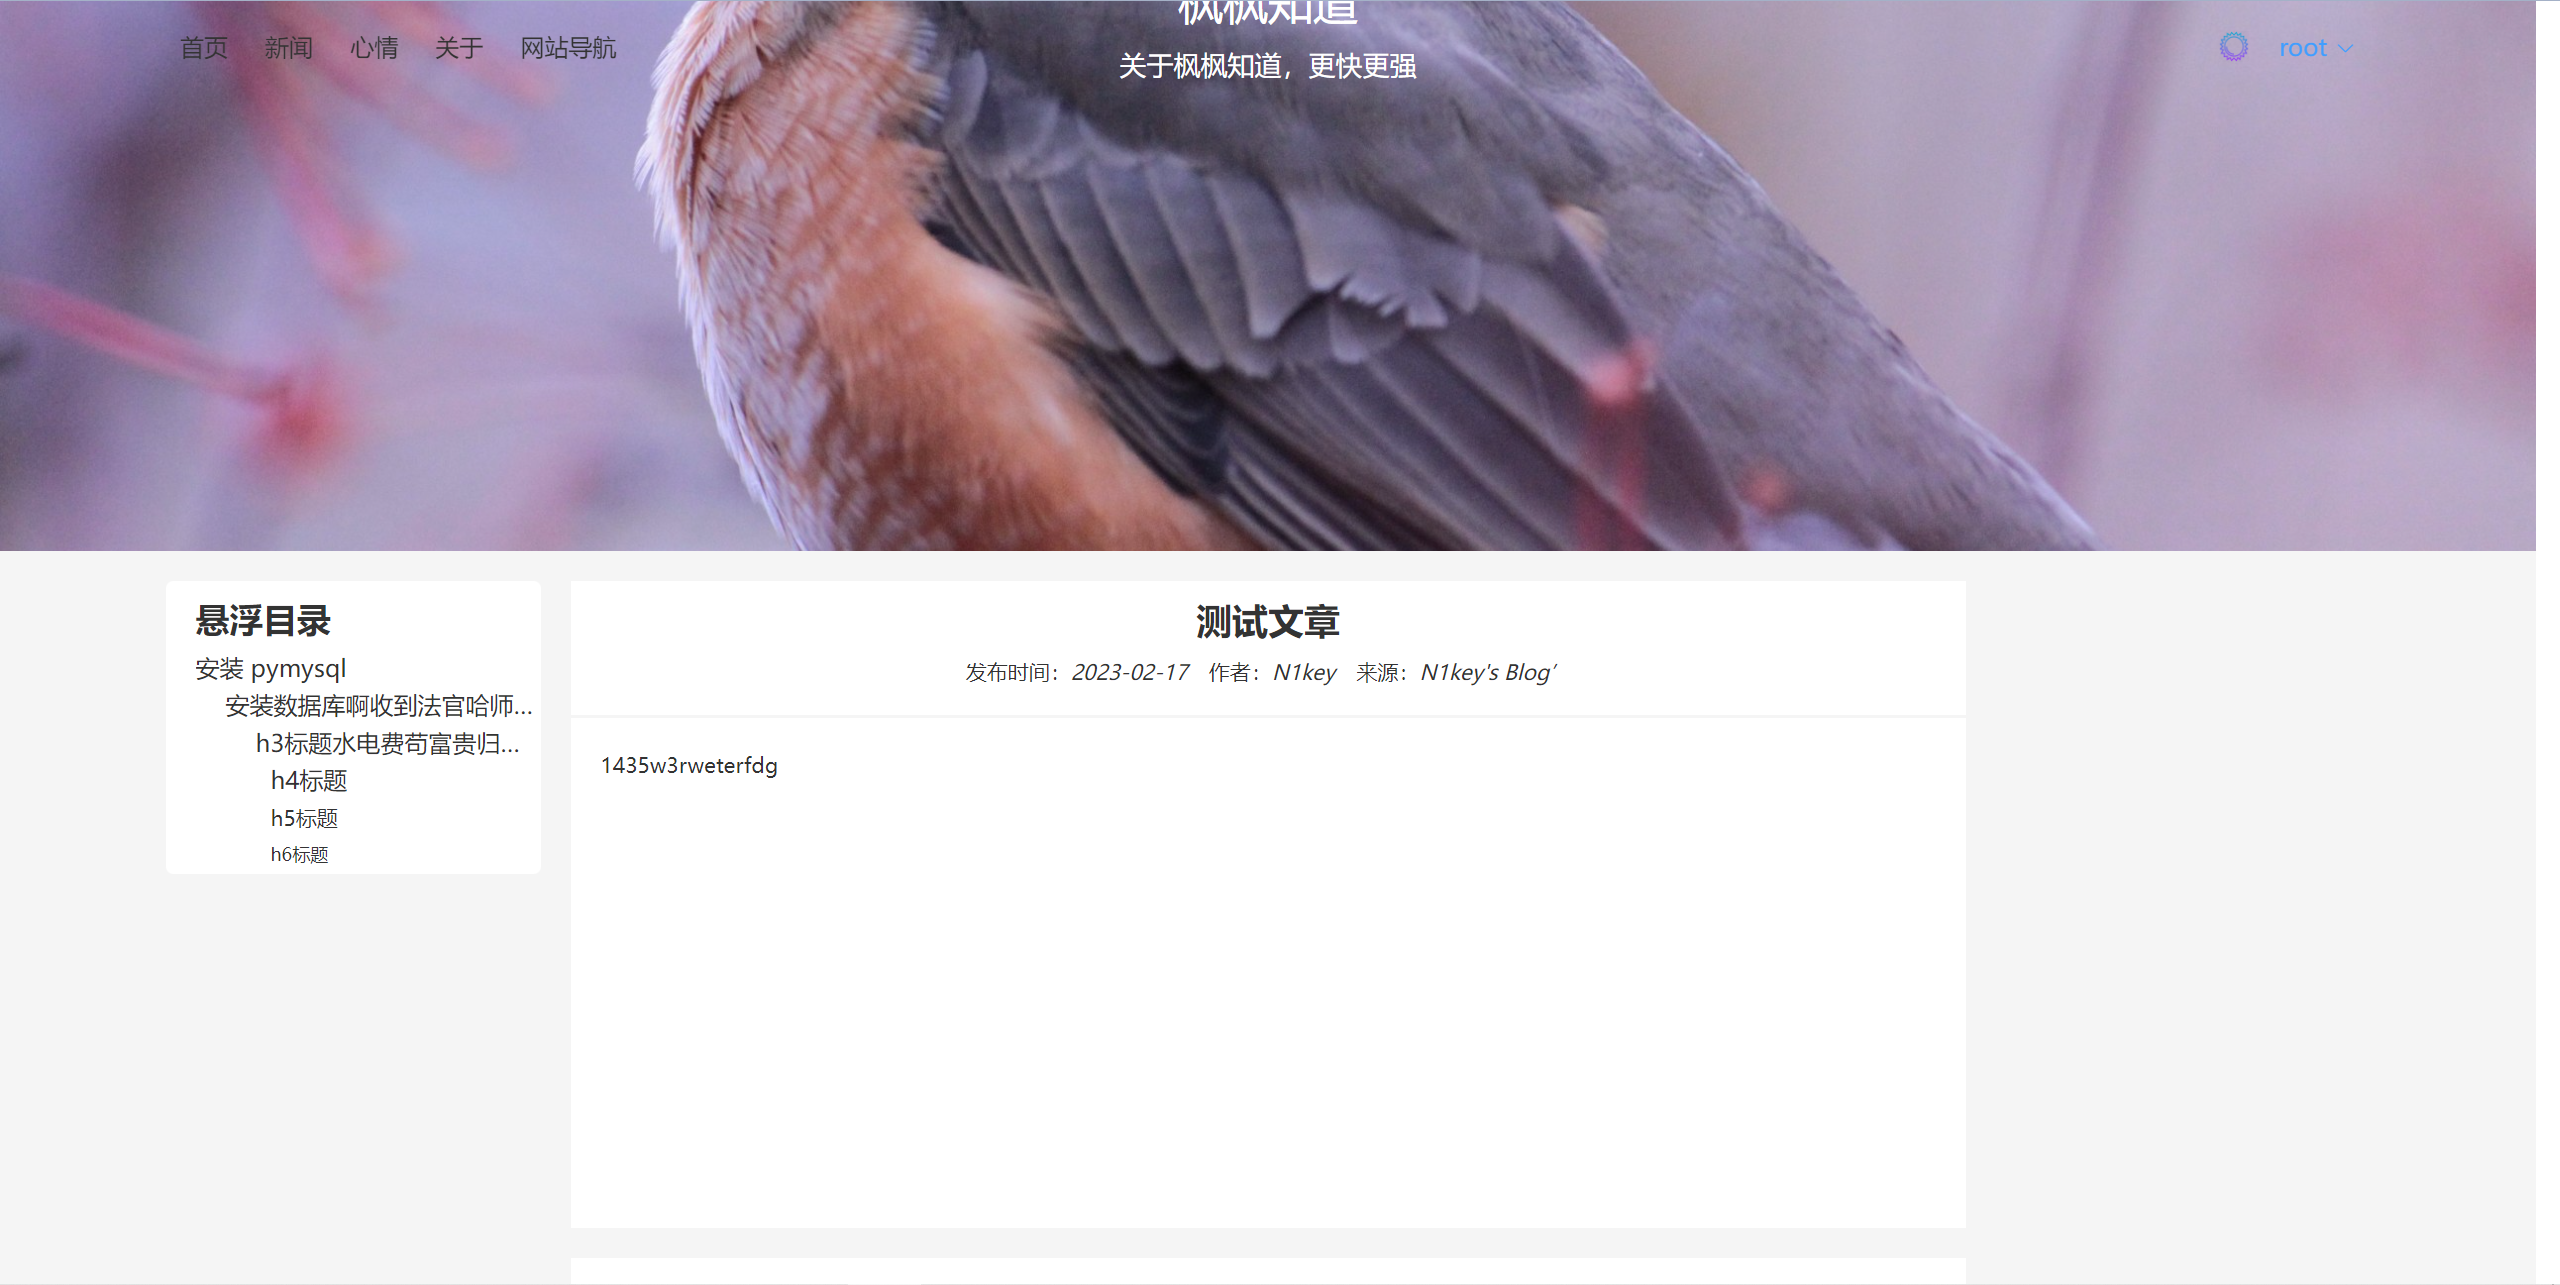 枫枫知道
首页 新闻 心情 关于 网站导航
root
关于枫枫知道，更快更强
悬浮目录
安装 pymysql
安装数据库啊收到法官哈师...
h3标题水电费苟富贵归...
h4标题
h5标题
h6标题
测试文章
发布时间：2023-02-17 作者：N1key 来源：N1key's Blog’
1435w3rweterfdg